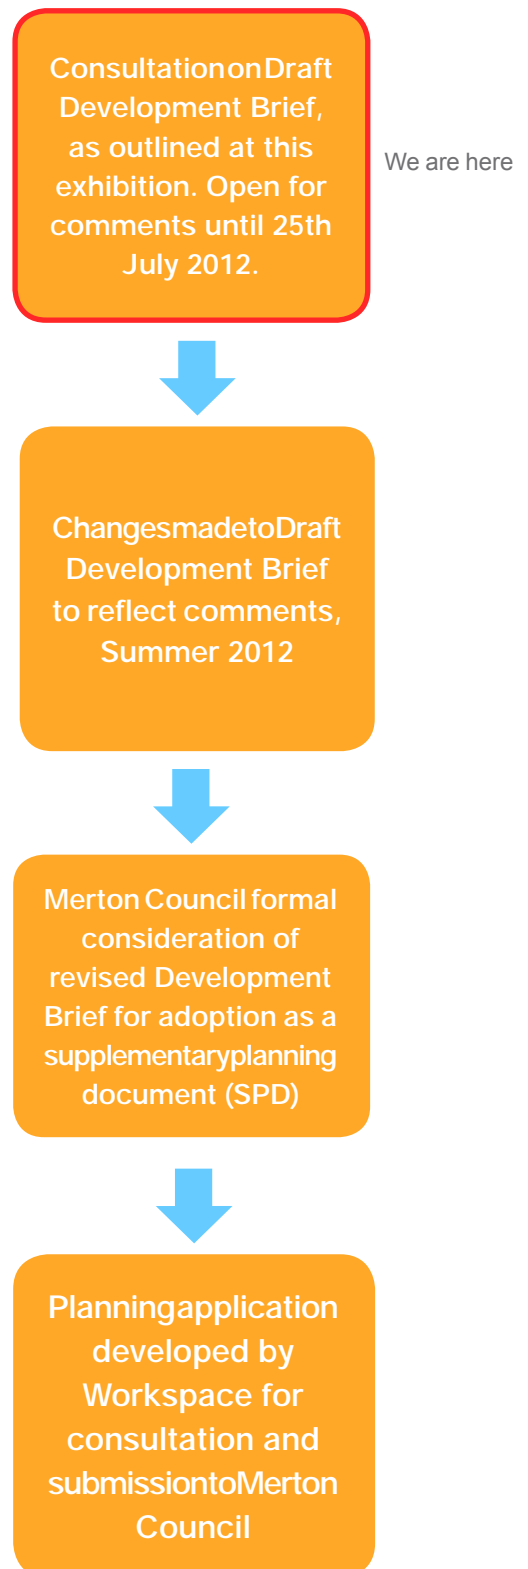 Consultation on Draft
Development Brief,
as outlined at this
exhibition. Open for
comments until 25th
July 2012.
We are here
Changes made to Draft
Development Brief
to reflect comments,
Summer 2012
Merton Council formal
consideration of
revised Development
Brief for adoption as a
supplementary planning
document (SPD)
Planning application
developed by
Workspace for
consultation and
submission to Merton
Council